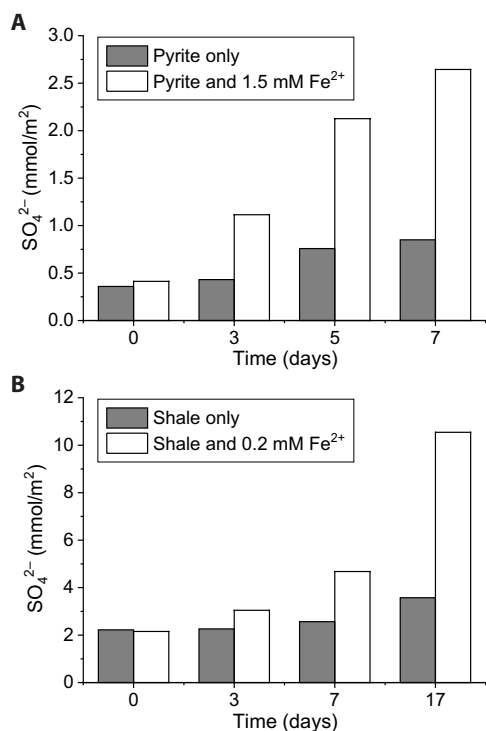 A
3.0
Pyrite only
Pyrite and 1.5 mM Fe²⁺
2.5
2.0
1.5
1.0
0.5
0.0
SO₄²⁻ (mmol/m²)
0 3 5 7
Time (days)
B
12
Shale only
Shale and 0.2 mM Fe²⁺
10
8
6
4
2
0
SO₄²⁻ (mmol/m²)
0 3 7 17
Time (days)